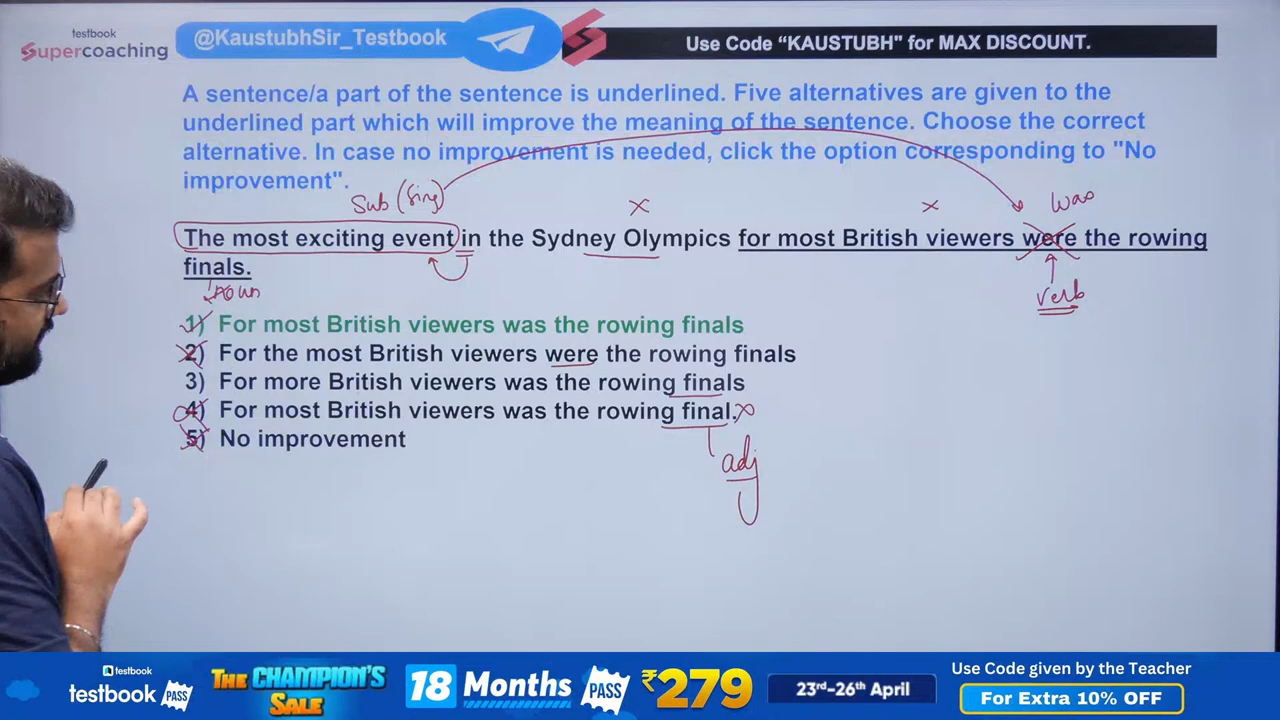 testbook
Supercoaching
@KaustubhSir_Testbook
Use Code “KAUSTUBH" for MAX DISCOUNT.
A sentence/a part of the sentence is underlined. Five alternatives are given to the
underlined part which will improve the meaning of the sentence. Choose the correct
alternative. In case no improvement is needed, click the option corresponding to "No
improvement".
Sub (Sing)
was
The most exciting event in the Sydney Olympics for most British viewers were the rowing
finals.
noun
verb
1) For most British viewers was the rowing finals
2) For the most British viewers were the rowing finals
3) For more British viewers was the rowing finals
4) For most British viewers was the rowing final.
5) No improvement
adj
testbook
testbook PASS
THE CHAMPION'S
SALE
18 Months PASS ₹279
23rd-26th April
Use Code given by the Teacher
For Extra 10% OFF